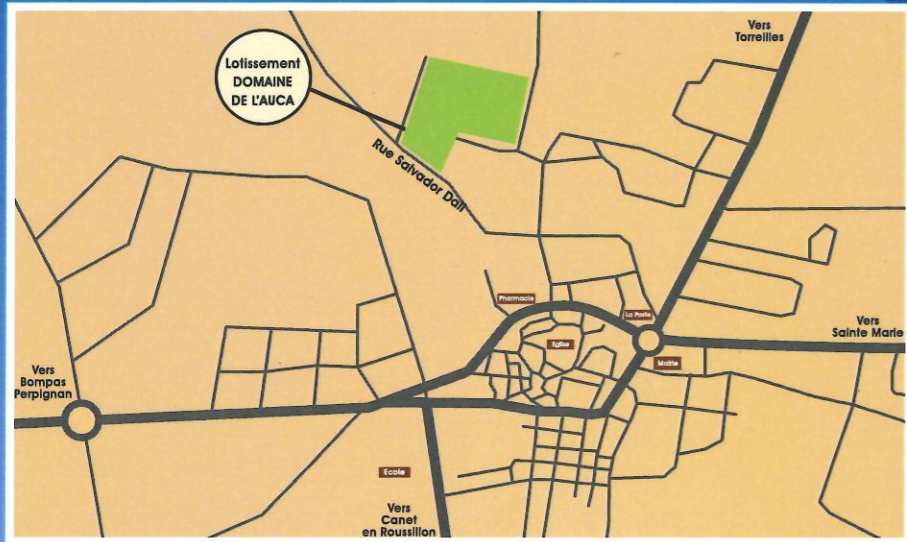 Vers
Torreilles
Lotissement
DOMAINE
DE L'AUCA
Rue Salvador Dali
Pharmacie
La Poste
Eglise
Vers
Sainte Marie
Mairie
Vers
Bompas
Perpignan
Ecole
Vers
Canet
en Roussillon